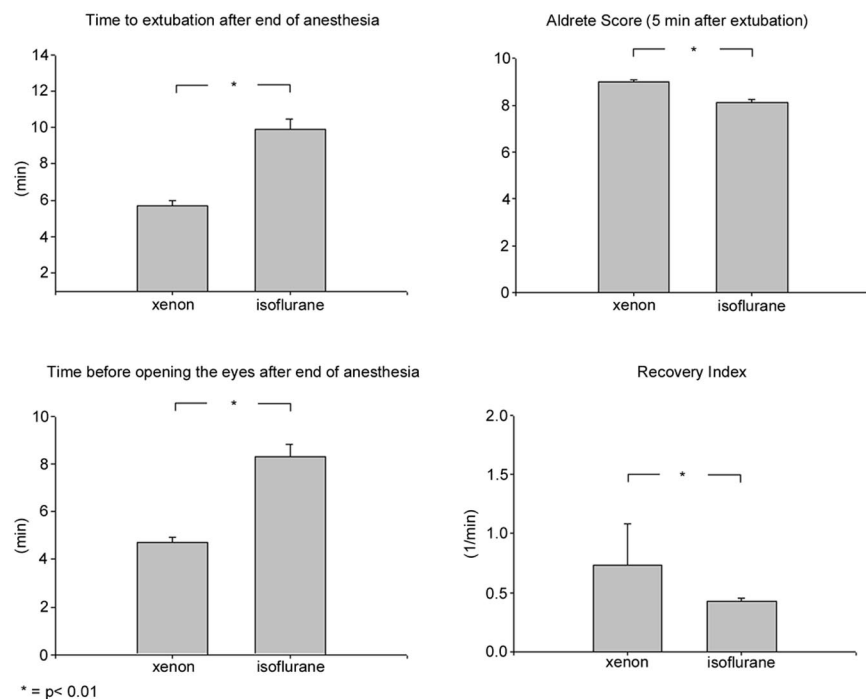 Time to extubation after end of anesthesia
14
12
*
10
8
6
4
2
(min)
xenon isoflurane
Aldrete Score (5 min after extubation)
*
10
8
6
4
2
0
xenon isoflurane
Time before opening the eyes after end of anesthesia
10
*
8
6
4
2
0
(min)
xenon isoflurane
* = p< 0.01
Recovery Index
2.0
1.5
*
1.0
0.5
0.0
(1/min)
xenon isoflurane